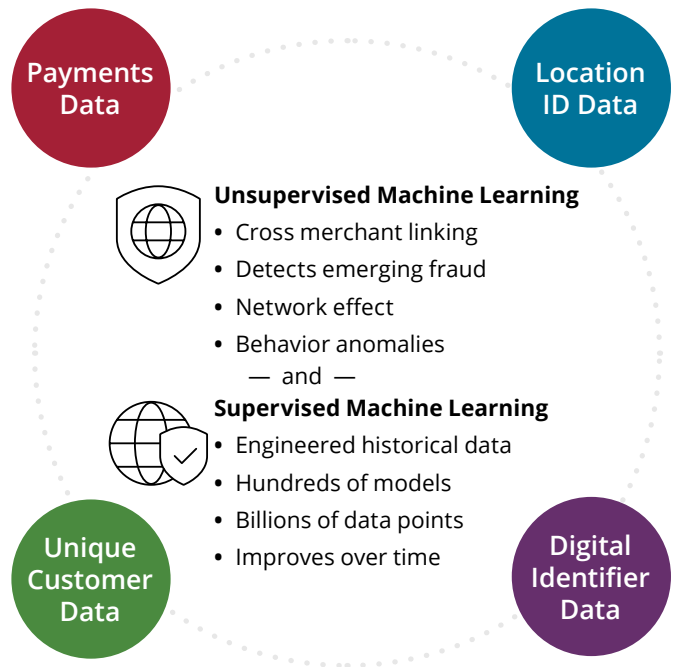 Payments
Data
Location
ID Data
Unsupervised Machine Learning
• Cross merchant linking
• Detects emerging fraud
• Network effect
• Behavior anomalies
— and —
Supervised Machine Learning
• Engineered historical data
• Hundreds of models
• Billions of data points
• Improves over time
Unique
Customer
Data
Digital
Identifier
Data